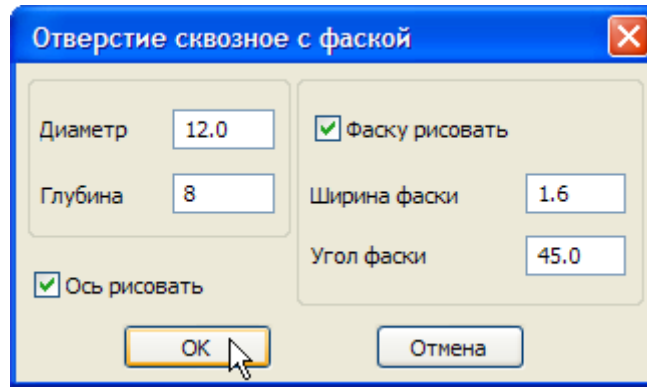 Отверстие сквозное с фаской
Диаметр 12.0
Глубина 8
Ось рисовать
Фаску рисовать
Ширина фаски 1.6
Угол фаски 45.0
OK
Отмена